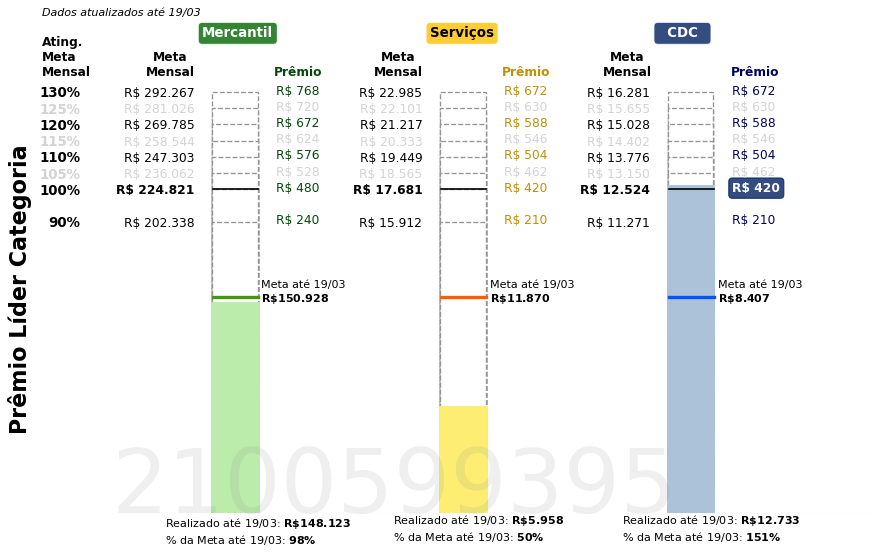 Dados atualizados até 19/03
Mercantil Serviços CDC
Ating. Meta Mensal Meta Mensal Prêmio Meta Mensal Prêmio Meta Mensal Prêmio
130% R$ 292.267 R$ 768 R$ 22.985 R$ 672 R$ 16.281 R$ 672
125% R$ 281.026 R$ 720 R$ 22.101 R$ 630 R$ 15.655 R$ 630
120% R$ 269.785 R$ 672 R$ 21.217 R$ 588 R$ 15.028 R$ 588
115% R$ 258.544 R$ 624 R$ 20.333 R$ 546 R$ 14.402 R$ 546
110% R$ 247.303 R$ 576 R$ 19.449 R$ 504 R$ 13.776 R$ 504
105% R$ 236.062 R$ 528 R$ 18.565 R$ 462 R$ 13.150 R$ 462
100% R$ 224.821 R$ 480 R$ 17.681 R$ 420 R$ 12.524 R$ 420
90% R$ 202.338 R$ 240 R$ 15.912 R$ 210 R$ 11.271 R$ 210
Meta até 19/03 Meta até 19/03 Meta até 19/03
R$150.928 R$11.870 R$8.407
Prêmio Líder Categoria
2100599395
Realizado até 19/03: R$148.123 Realizado até 19/03: R$5.958 Realizado até 19/03: R$12.733
% da Meta até 19/03: 98% % da Meta até 19/03: 50% % da Meta até 19/03: 151%